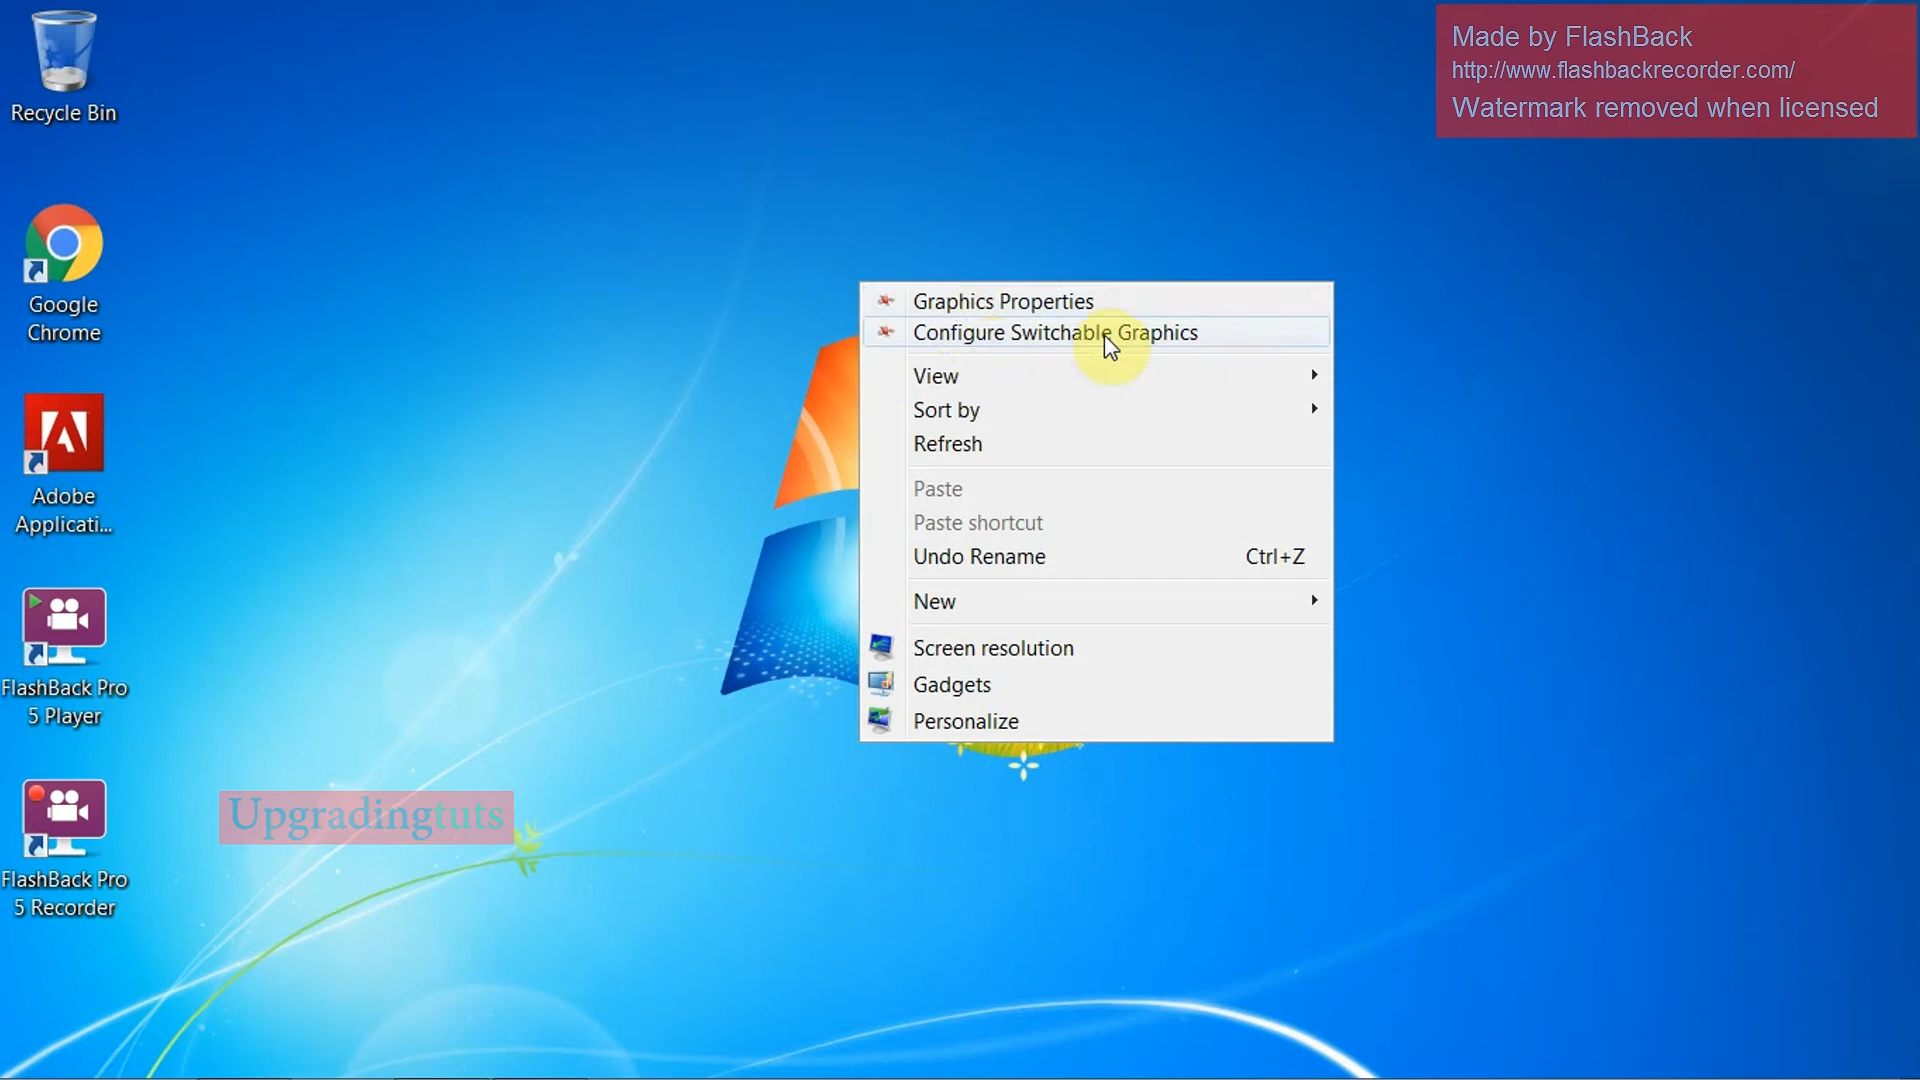 Made by FlashBack
http://www.flashbackrecorder.com/
Watermark removed when licensed
Recycle Bin
Google
Chrome
Adobe
Applicati...
FlashBack Pro
5 Player
FlashBack Pro
5 Recorder
Graphics Properties
Configure Switchable Graphics
View
Sort by
Refresh
Paste
Paste shortcut
Undo Rename Ctrl+Z
New
Screen resolution
Gadgets
Personalize
Upgradingtuts